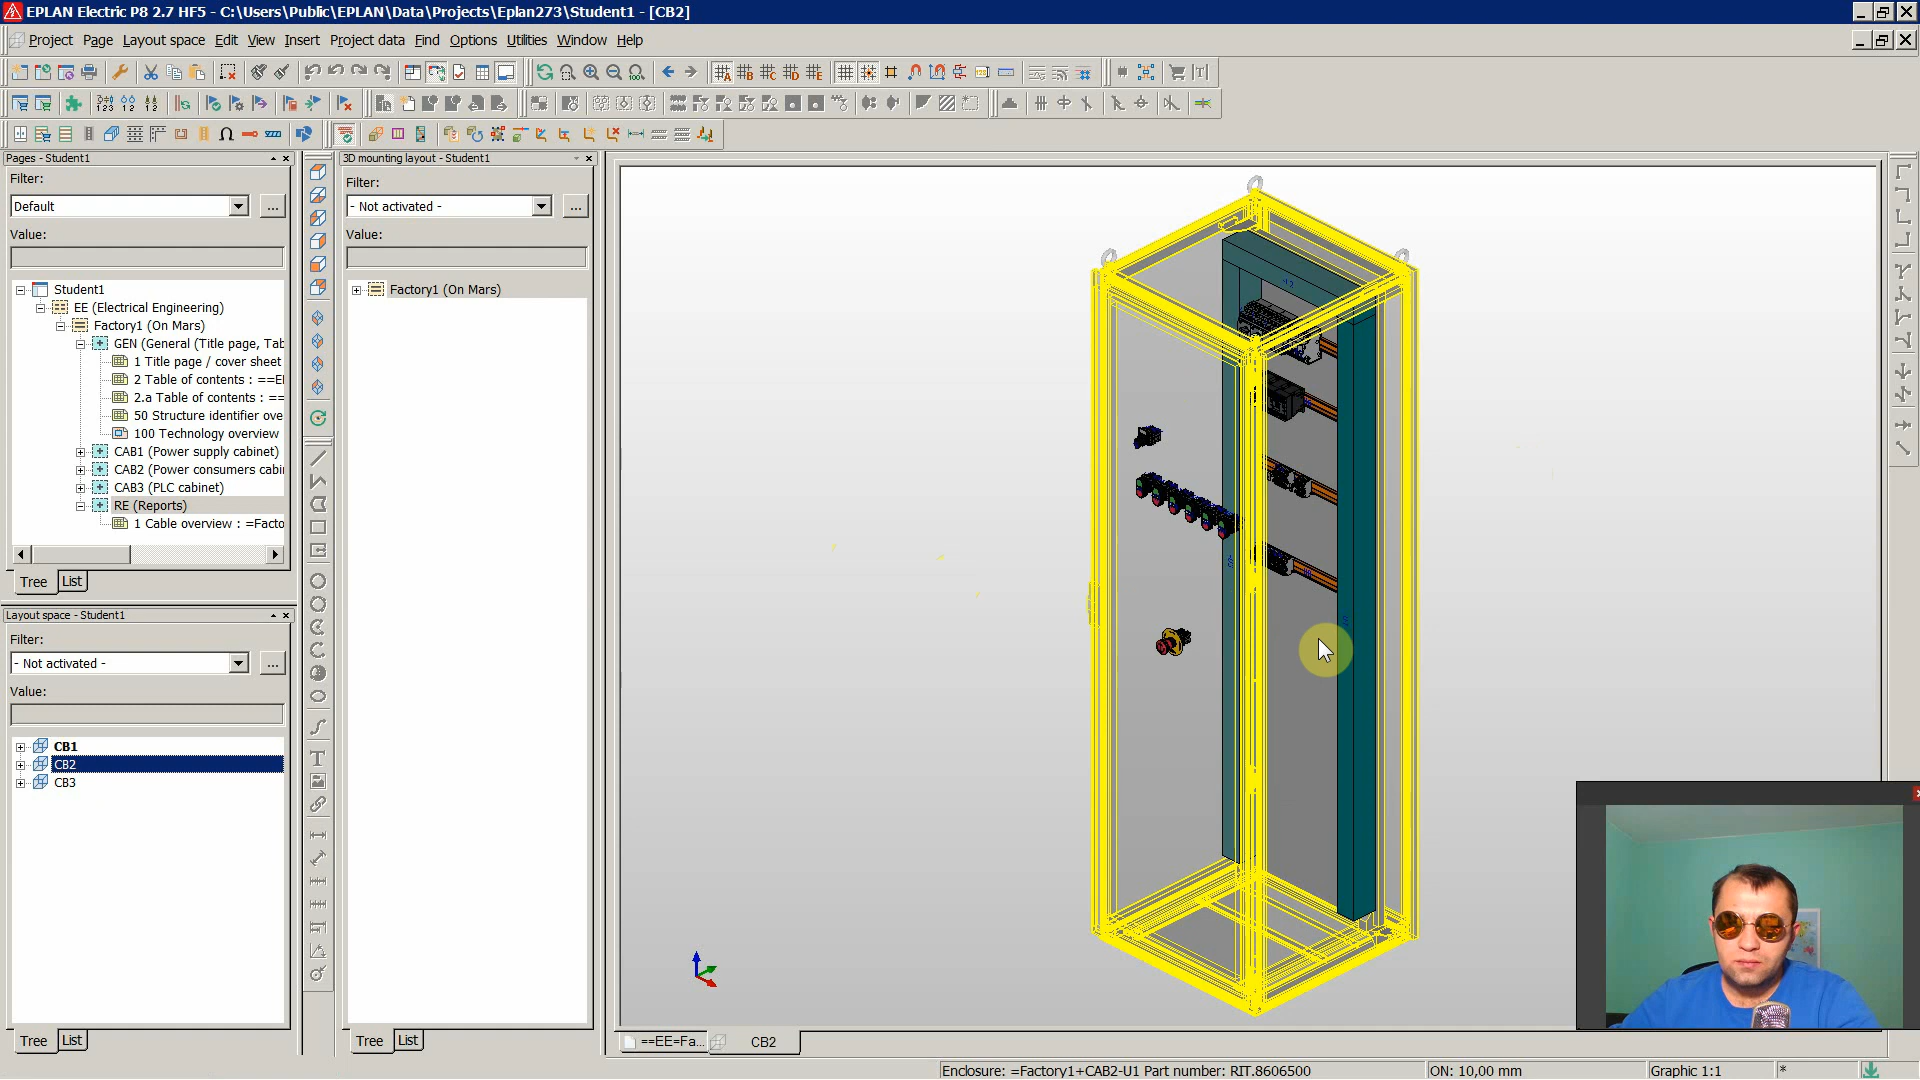 EPLAN Electric P8 2.7 HF5 - C:\Users\Public\EPLAN\Data\Projects\Eplan273\Student1 - [CB2]
Project Page Layout space Edit View Insert Project data Find Options Utilities Window Help
Pages - Student1
Filter:
Default
...
Value:
Student1
EE (Electrical Engineering)
Factory1 (On Mars)
GEN (General (Title page, Tab
1 Title page / cover sheet
2 Table of contents : ==EI
2.a Table of contents : ==
50 Structure identifier ove
100 Technology overview
CAB1 (Power supply cabinet)
CAB2 (Power consumers cabi
CAB3 (PLC cabinet)
RE (Reports)
1 Cable overview : =Facto
Tree List
Layout space - Student1
Filter:
- Not activated -
...
Value:
CB1
CB2
CB3
Tree List
3D mounting layout - Student1
Filter:
- Not activated -
...
Value:
Factory1 (On Mars)
Tree List
==EE=Fa... CB2
Enclosure: =Factory1+CAB2-U1 Part number: RIT.8606500 ON: 10,00 mm Graphic 1:1 *